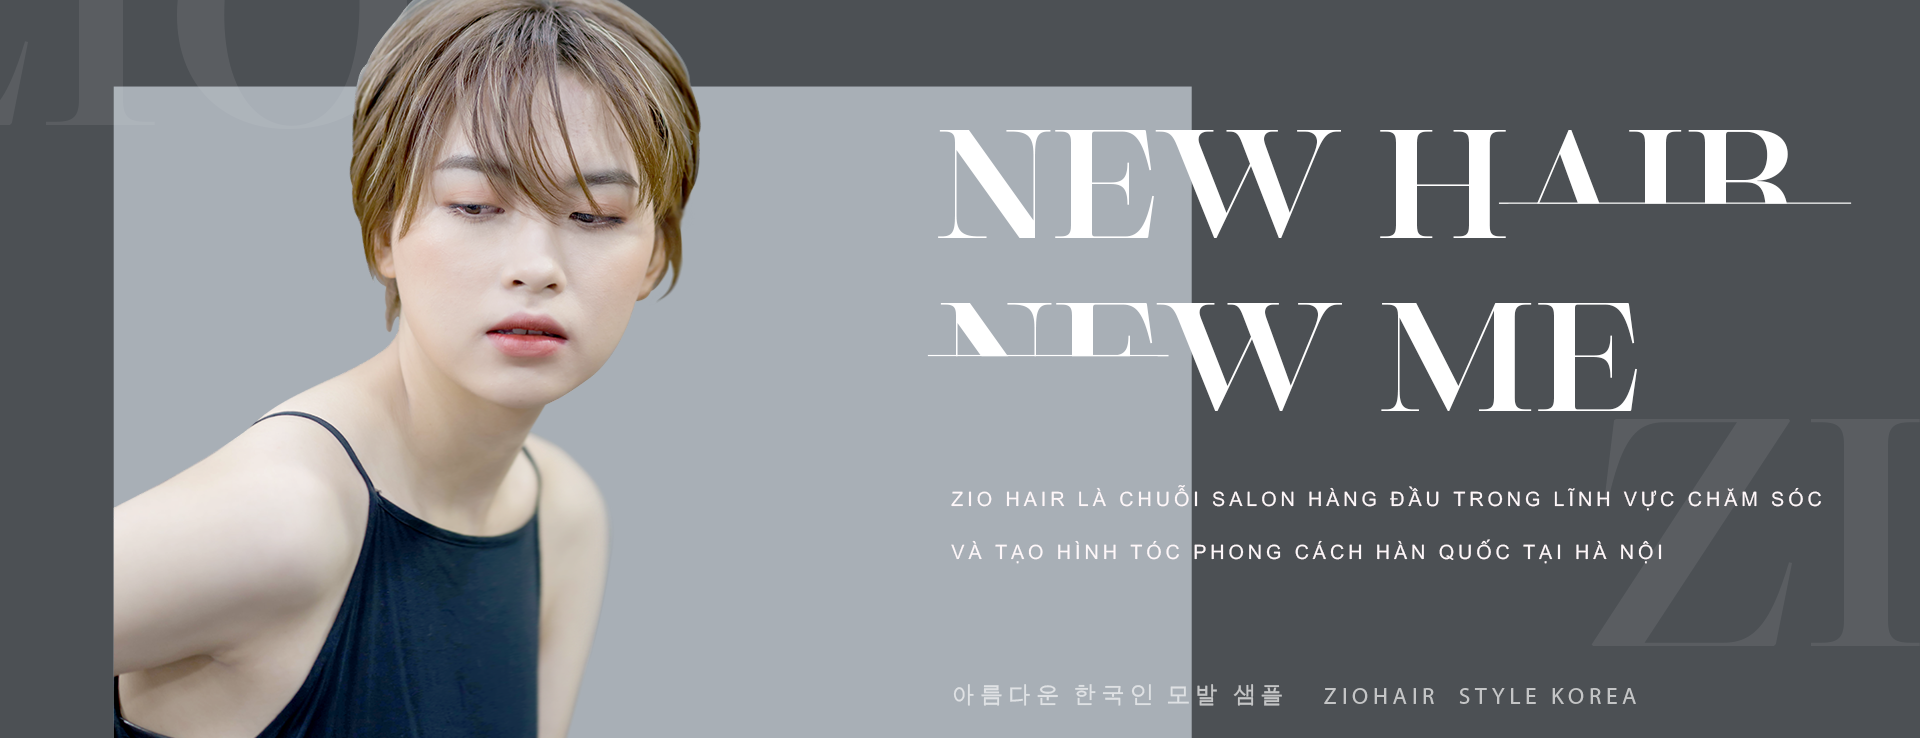 ZIO
NEW HAIR
NEW ME
ZIO HAIR LÀ CHUỖI SALON HÀNG ĐẦU TRONG LĨNH VỰC CHĂM SÓC
VÀ TẠO HÌNH TÓC PHONG CÁCH HÀN QUỐC TẠI HÀ NỘI
ZI
아름다운 한국인 모발 샘플 ZIOHAIR STYLE KOREA